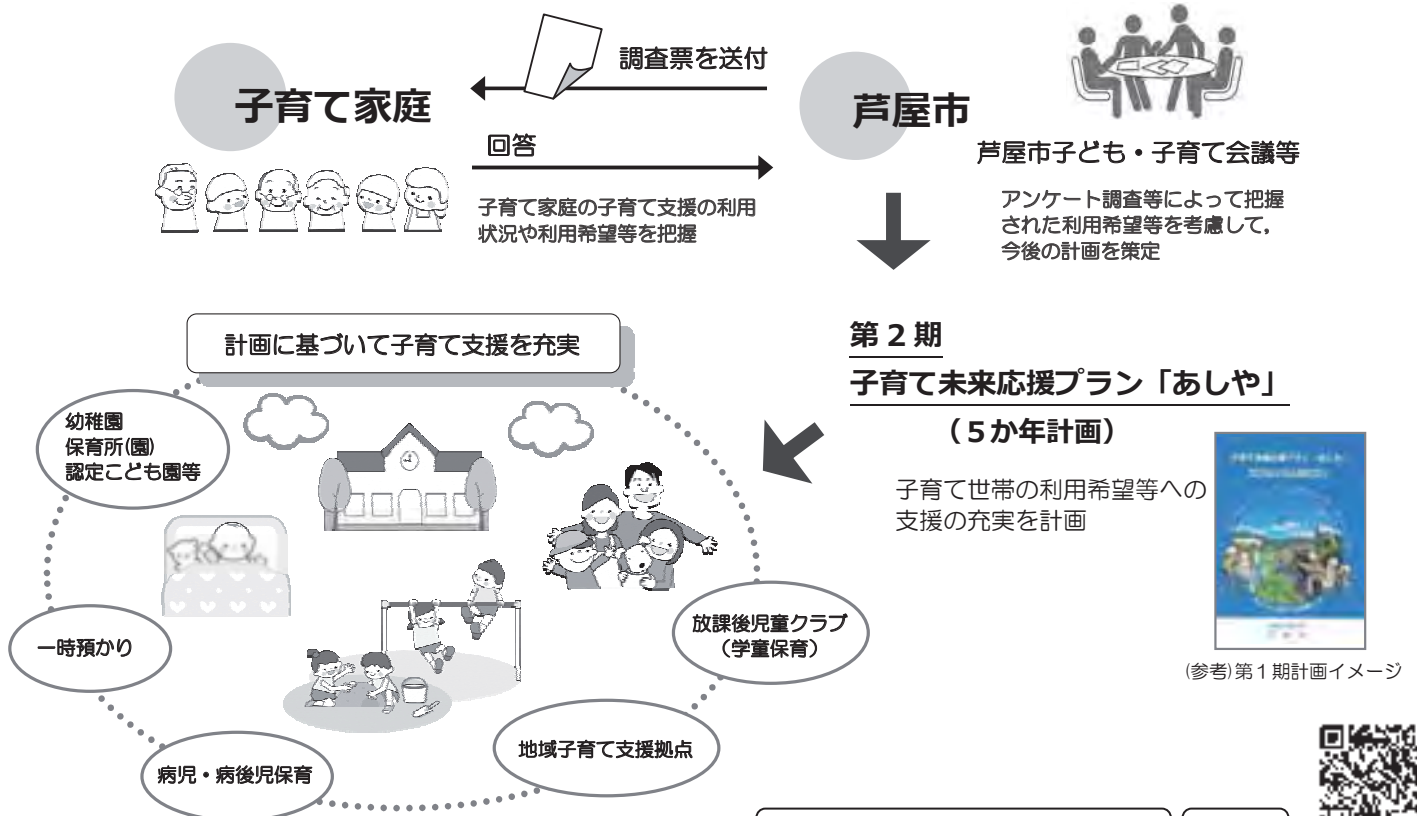 調査票を送付
子育て家庭
芦屋市
回答
子育て家庭の子育て支援の利用
状況や利用希望等を把握
芦屋市子ども・子育て会議等
アンケート調査等によって把握
された利用希望等を考慮して，
今後の計画を策定
計画に基づいて子育て支援を充実
第２期
子育て未来応援プラン「あしや」
（５か年計画）
子育て世帯の利用希望等への
支援の充実を計画
(参考)第１期計画イメージ
幼稚園
保育所(園)
認定こども園等
一時預かり
病児・病後児保育
地域子育て支援拠点
放課後児童クラブ
（学童保育）